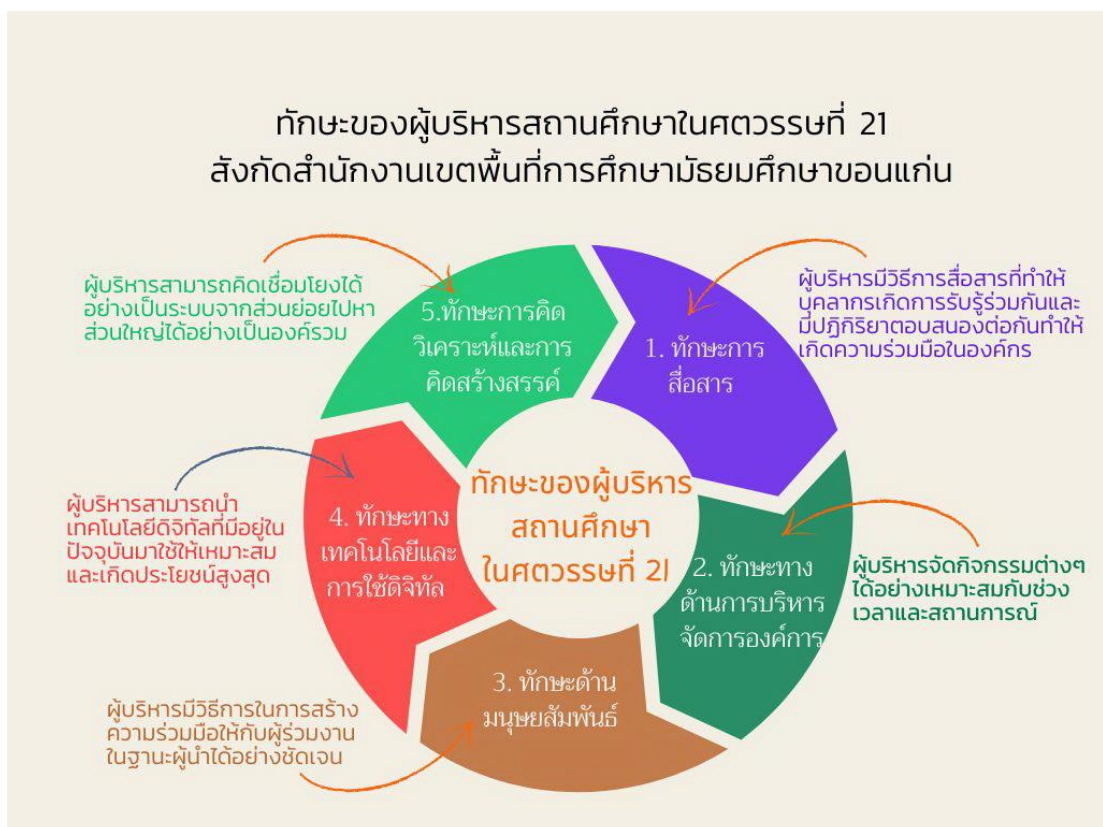 ทักษะของผู้บริหารสถานศึกษาในศตวรรษที่ 21
สังกัดสำนักงานเขตพื้นที่การศึกษามัธยมศึกษาขอนแก่น
ผู้บริหารมีวิธีการสื่อสารที่ทำให้
บุคลากรเกิดการรับรู้ร่วมกันและ
มีปฏิกิริยาตอบสนองต่อกันทำให้
เกิดความร่วมมือในองค์กร
1. ทักษะการ
สื่อสาร
ผู้บริหารจัดกิจกรรมต่างๆ
ได้อย่างเหมาะสมกับช่วง
เวลาและสถานการณ์
2. ทักษะทาง
ด้านการบริหาร
จัดการองค์การ
3. ทักษะด้าน
มนุษยสัมพันธ์
ผู้บริหารมีวิธีการในการสร้าง
ความร่วมมือให้กับผู้ร่วมงาน
ในฐานะผู้นำได้อย่างชัดเจน
4. ทักษะทาง
เทคโนโลยีและ
การใช้ดิจิทัล
ผู้บริหารสามารถนำ
เทคโนโลยีดิจิทัลที่มีอยู่ใน
ปัจจุบันมาใช้ให้เหมาะสม
และเกิดประโยชน์สูงสุด
5.ทักษะการคิด
วิเคราะห์และการ
คิดสร้างสรรค์
ผู้บริหารสามารถคิดเชื่อมโยงได้
อย่างเป็นระบบจากส่วนย่อยไปหา
ส่วนใหญ่ได้อย่างเป็นองค์รวม
ทักษะของผู้บริหาร
สถานศึกษา
ในศตวรรษที่ 21